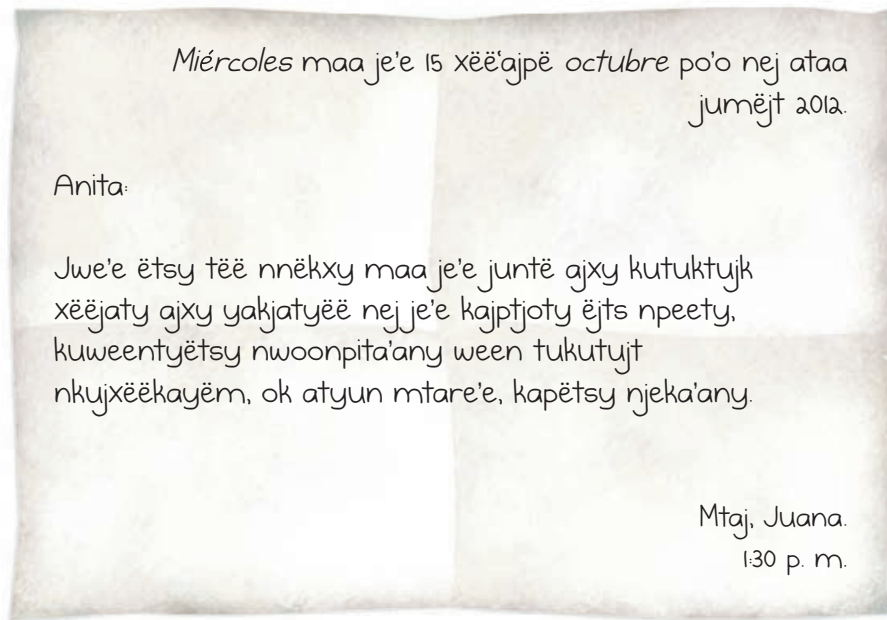 Miércoles maa je'e 15 xëë'ajpë octubre po'o nej ataa
jumëjt 2012.
Anita:
Jwe'e ëtsy tëë nnëkxy maa je'e juntë ajxy kutuktujk
xëëjaty ajxy yakjatyëë nej je'e kajptjoty ëjts npeety,
kuweentyëtsy nwoonpita'any ween tukutujt
nkujxëëkayëm, ok atyun mtare'e, kapëtsy njeka'any.
Mtaj, Juana.
1:30 p. m.